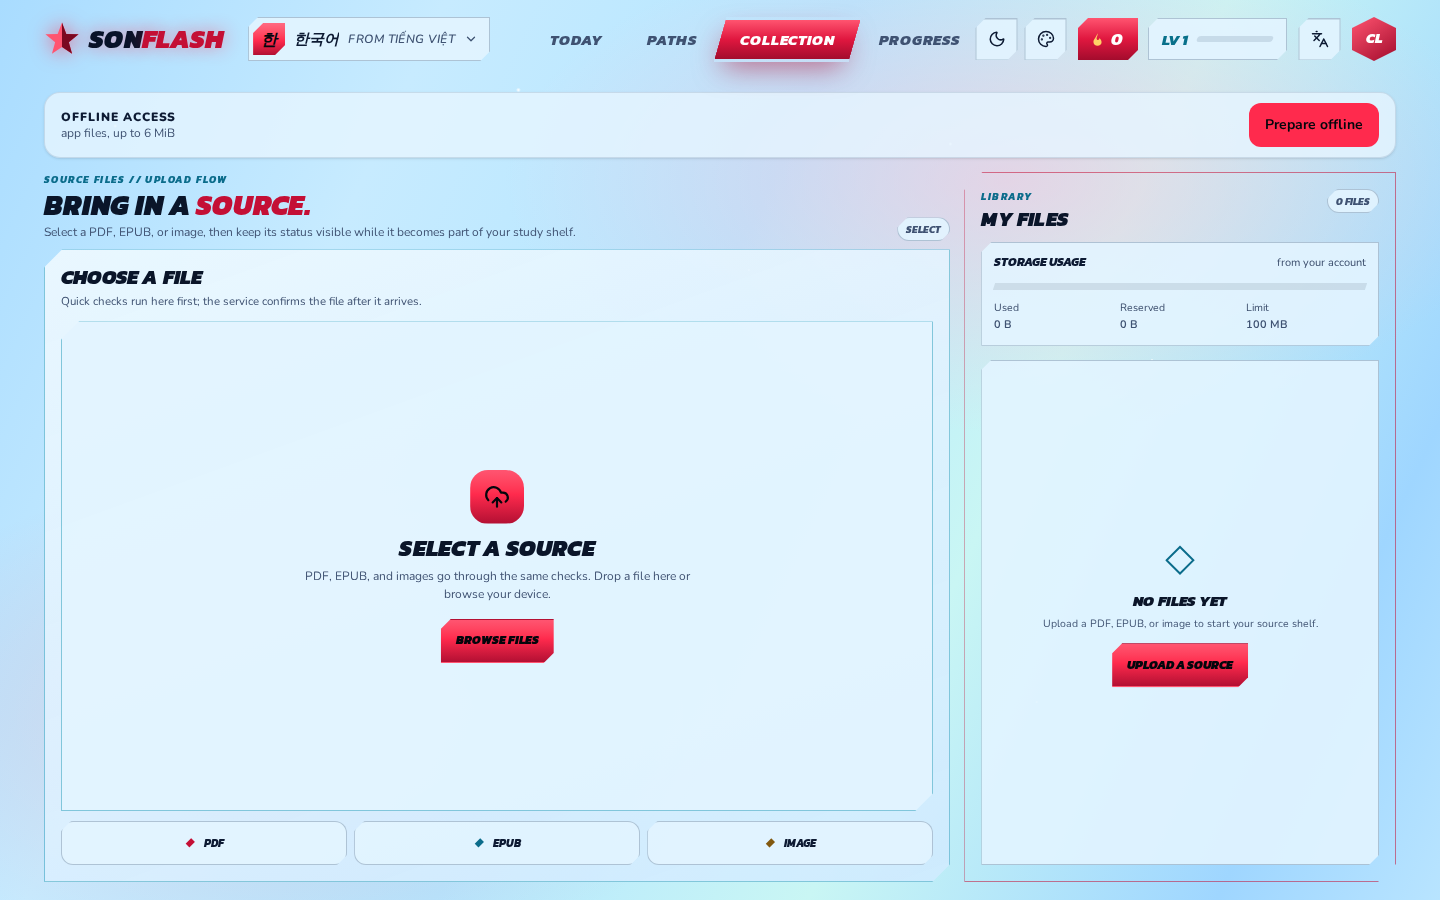 SONFLASH
한 한국어 FROM TIẾNG VIỆT
TODAY
PATHS
COLLECTION
PROGRESS
0
LV 1
CL
OFFLINE ACCESS
app files, up to 6 MiB
Prepare offline
SOURCE FILES // UPLOAD FLOW
BRING IN A SOURCE.
Select a PDF, EPUB, or image, then keep its status visible while it becomes part of your study shelf.
SELECT
CHOOSE A FILE
Quick checks run here first; the service confirms the file after it arrives.
SELECT A SOURCE
PDF, EPUB, and images go through the same checks. Drop a file here or
browse your device.
BROWSE FILES
PDF
EPUB
IMAGE
LIBRARY
MY FILES
0 FILES
STORAGE USAGE
from your account
Used
Reserved
Limit
0 B
0 B
100 MB
NO FILES YET
Upload a PDF, EPUB, or image to start your source shelf.
UPLOAD A SOURCE